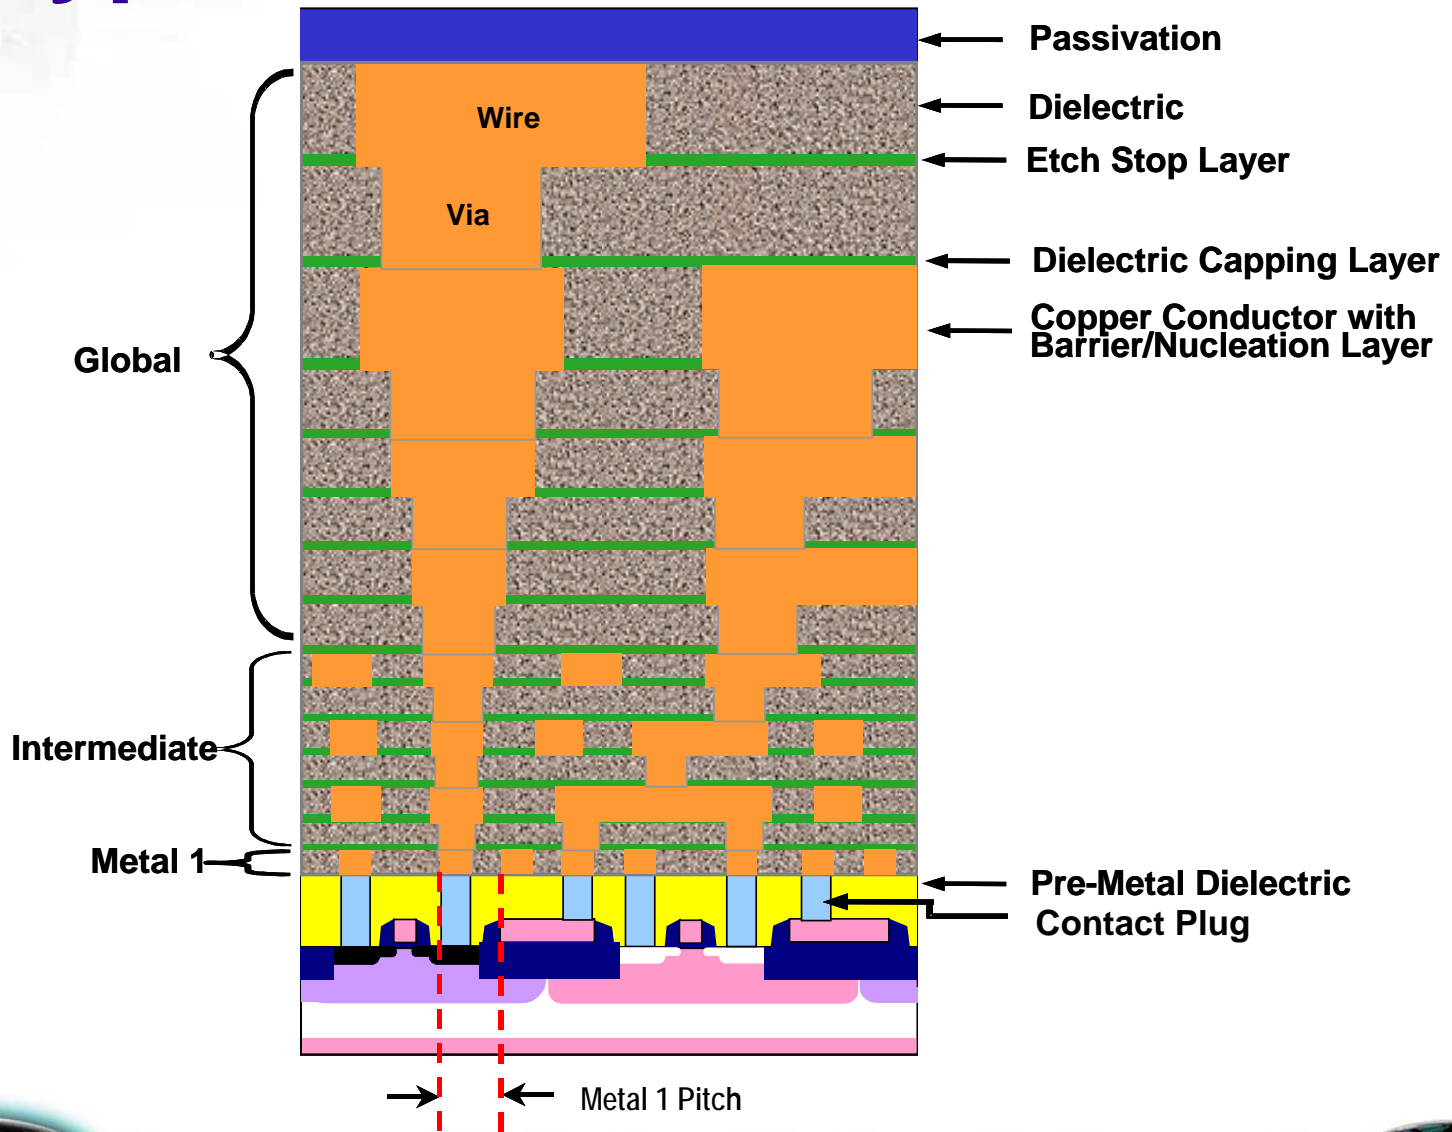 Passivation
Dielectric
Wire
Etch Stop Layer
Via
Dielectric Capping Layer
Copper Conductor with
Barrier/Nucleation Layer
Global
Intermediate
Metal 1
Pre-Metal Dielectric
Contact Plug
Metal 1 Pitch